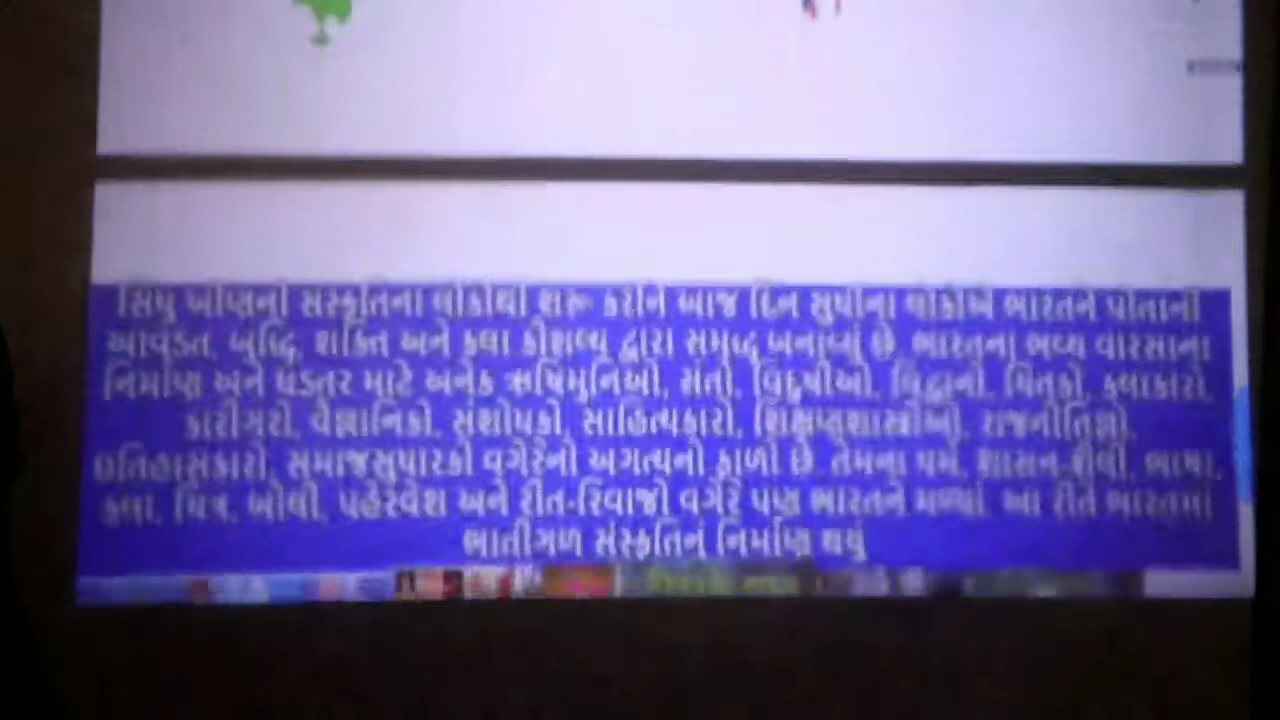 સિંધુ ખીણની સંસ્કૃતિના લોકોથી શરૂ કરીને આજ દિન સુધીના લોકોએ ભારતને પોતાની
આવડત, બુદ્ધિ, શક્તિ અને કલા કૌશલ્ય દ્વારા સમૃદ્ધ બનાવ્યું છે. ભારતના ભવ્ય વારસાના
નિર્માણ અને ઘડતર માટે અનેક ઋષિમુનિઓ, સંતો, વિદુષીઓ, વિદ્વાનો, ચિંતકો, કલાકારો,
કારીગરો, વૈજ્ઞાનિકો, સંશોધકો, સાહિત્યકારો, શિક્ષણશાસ્ત્રીઓ, રાજનીતિજ્ઞો,
ઇતિહાસકારો, સમાજસુધારકો વગેરેનો અગત્યનો ફાળો છે. તેમના ધર્મ, શાસન-શૈલી, ભાષા,
કલા, ચિત્ર, બોલી, પહેરવેશ અને રીત-રિવાજો વગેરે પણ ભારતને મળ્યાં. આ રીતે ભારતમાં
ભાતીગળ સંસ્કૃતિનું નિર્માણ થયું